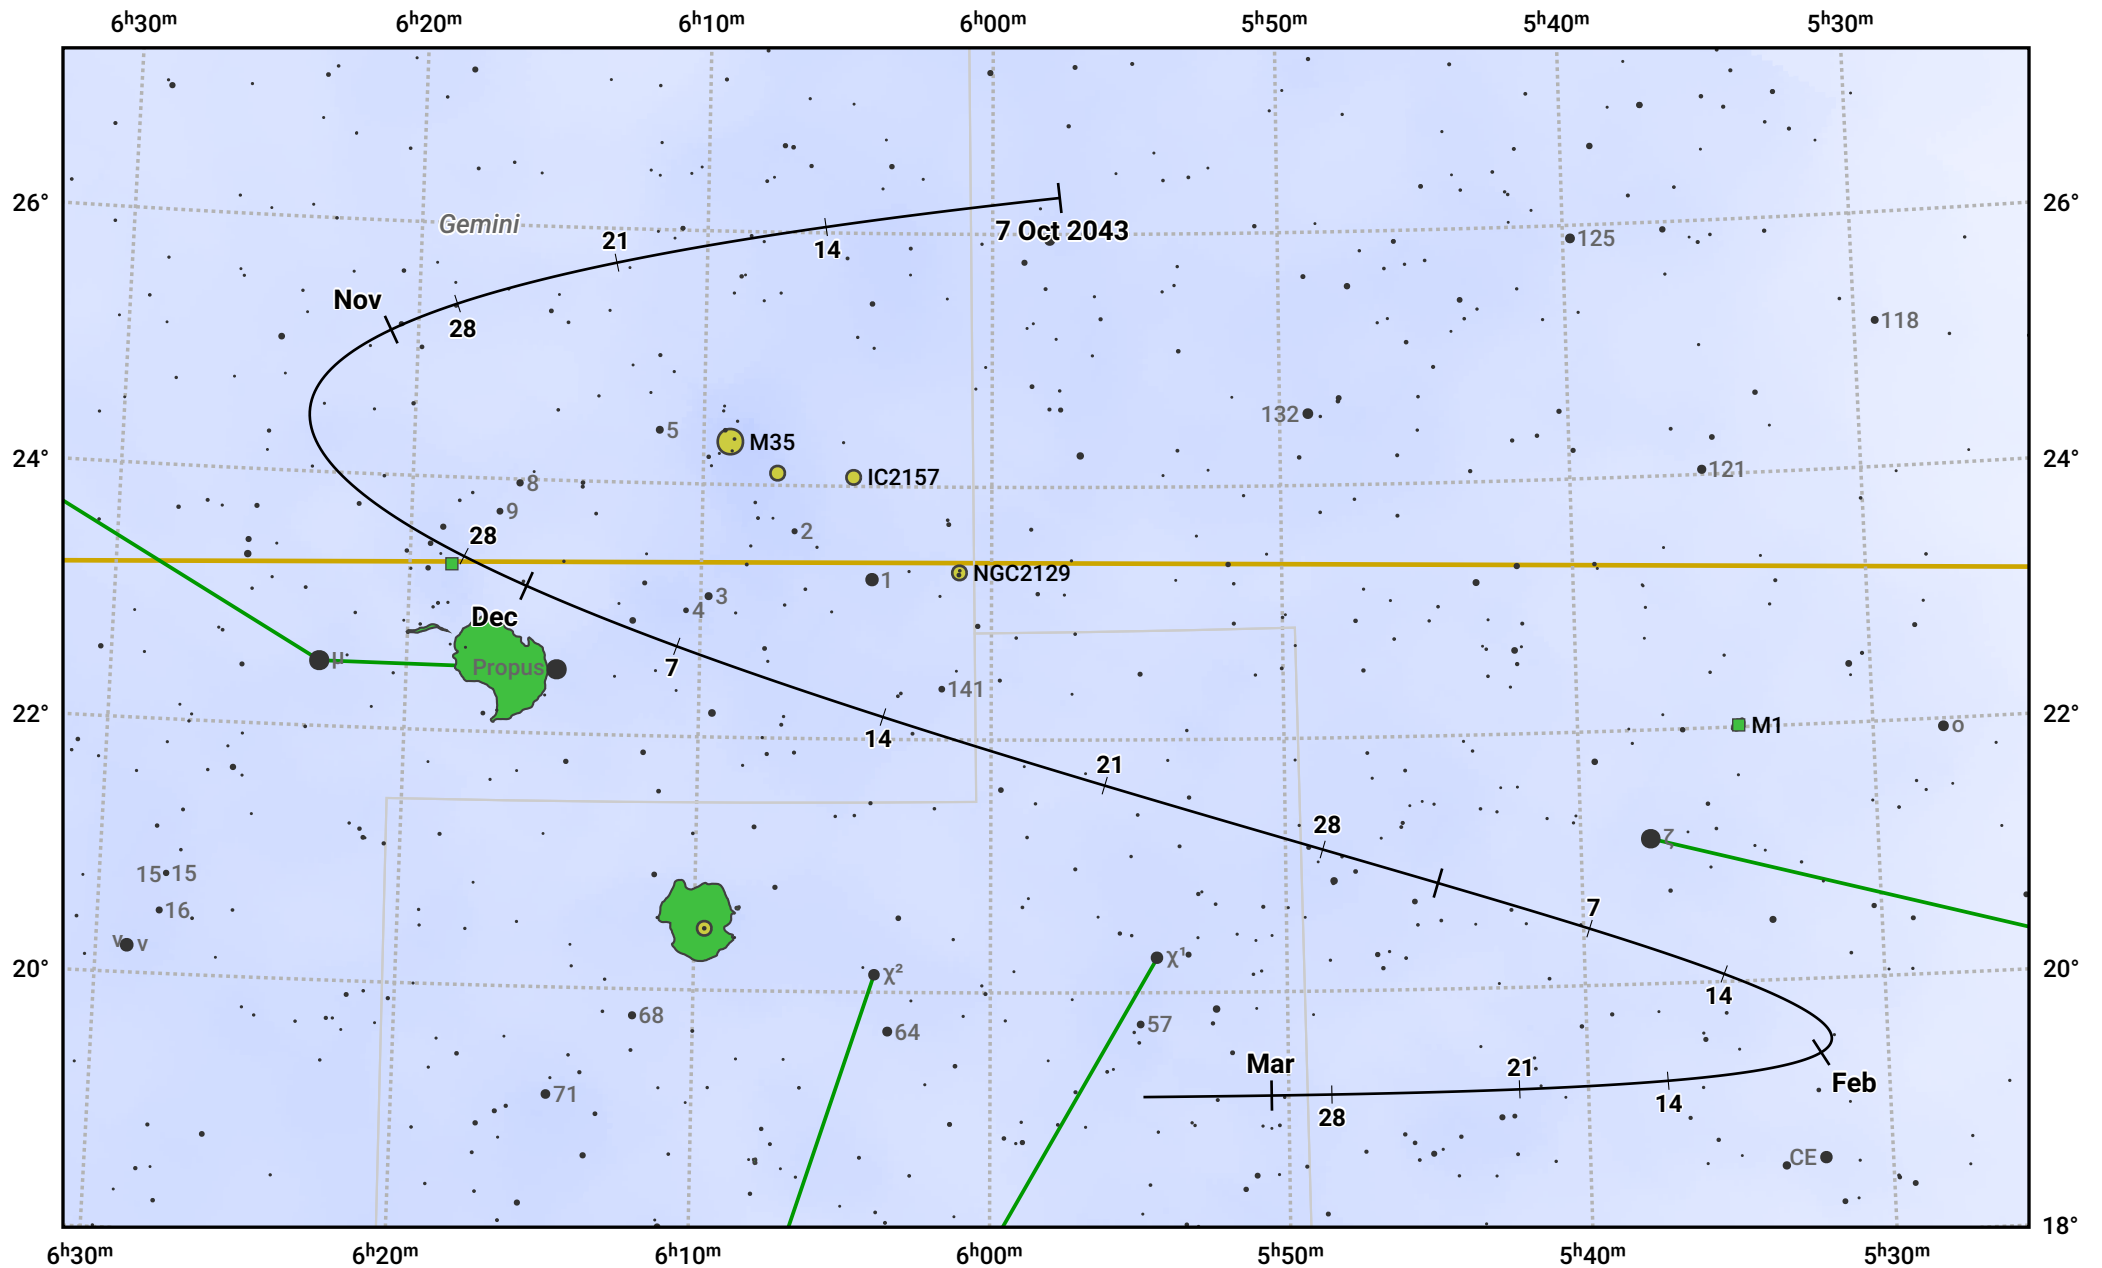 6h30m 6h20m 6h10m 6h00m 5h50m 5h40m 5h30m
26° 26°
Gemini
7 Oct 2043
125
21
14
Nov
28
118
132
5
M35
24° 24°
121
IC2157
8
9
2
28
NGC2129
1
3
4
Dec
μ
Propus
7
141
22° 22°
M1
ο
14
21
28
ζ
15 15
16
7
ν ν
χ²
χ¹
20° 20°
14
68
57
64
Mar
21
Feb
71
28
14
CE
18°
6h30m 6h20m 6h10m 6h00m 5h50m 5h40m 5h30m